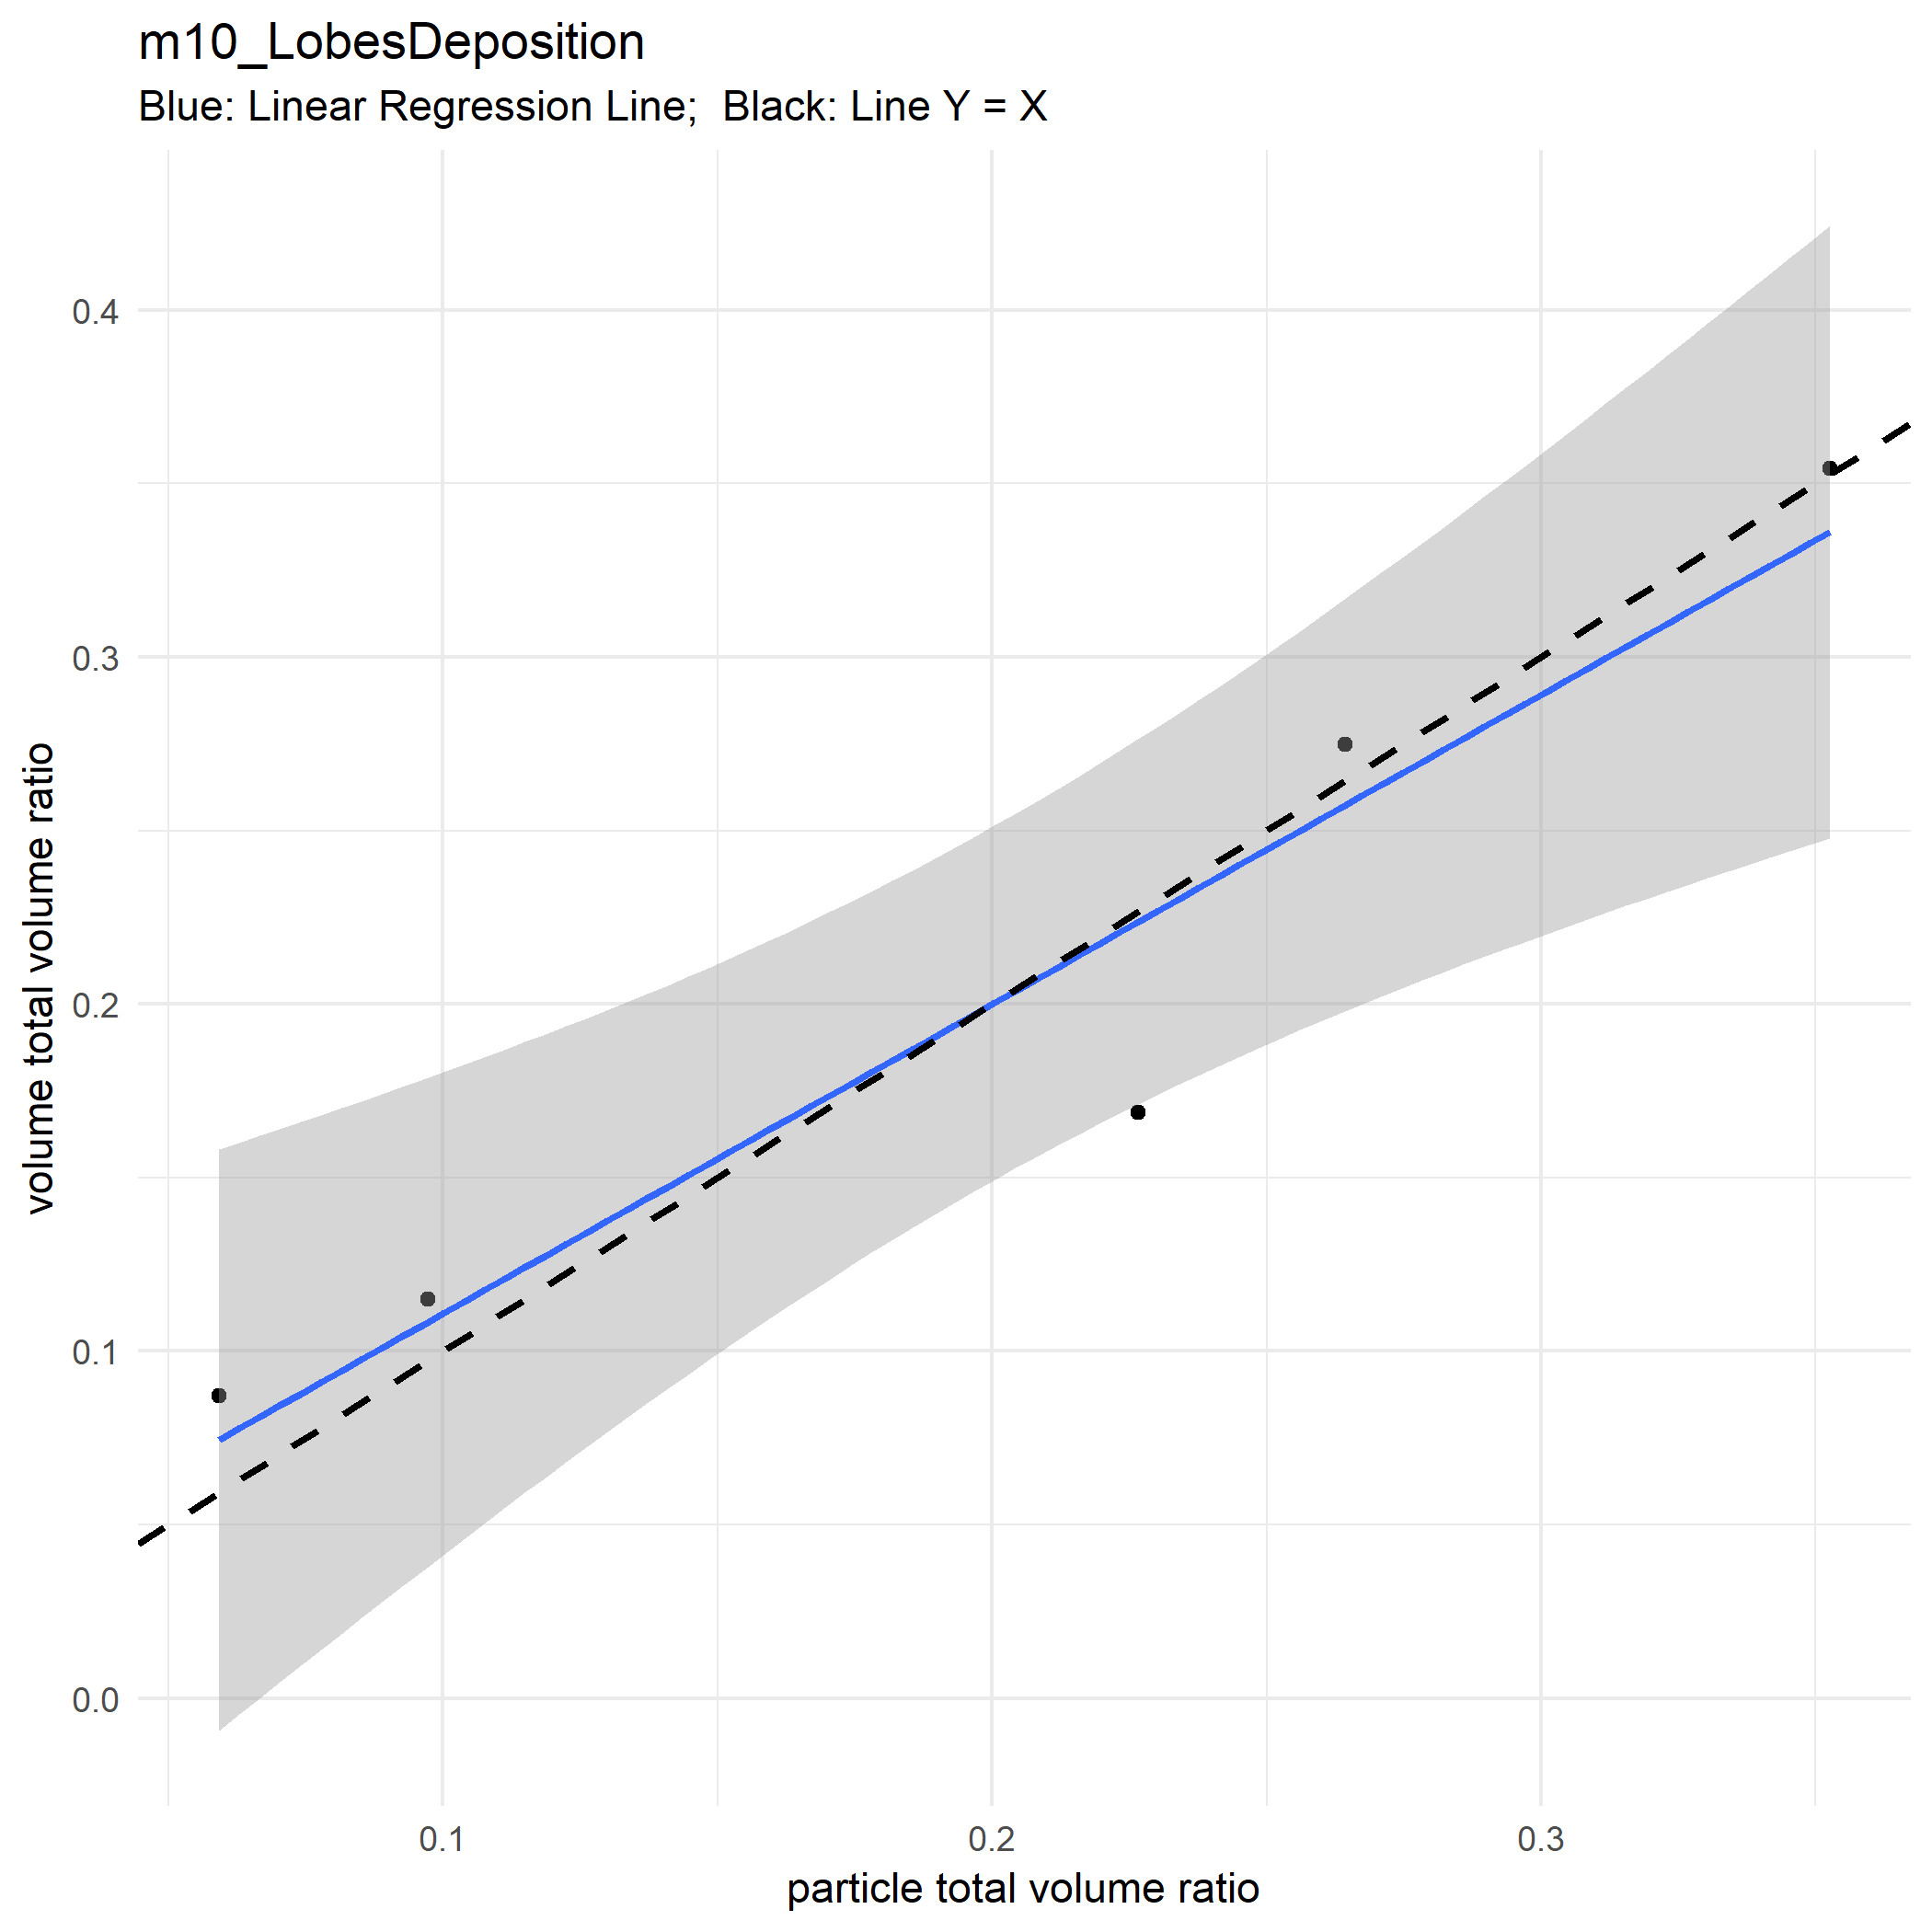 m10_LobesDeposition
Blue: Linear Regression Line;  Black: Line Y = X
volume total volume ratio
0.4
0.3
0.2
0.1
0.0
0.1
0.2
0.3
particle total volume ratio